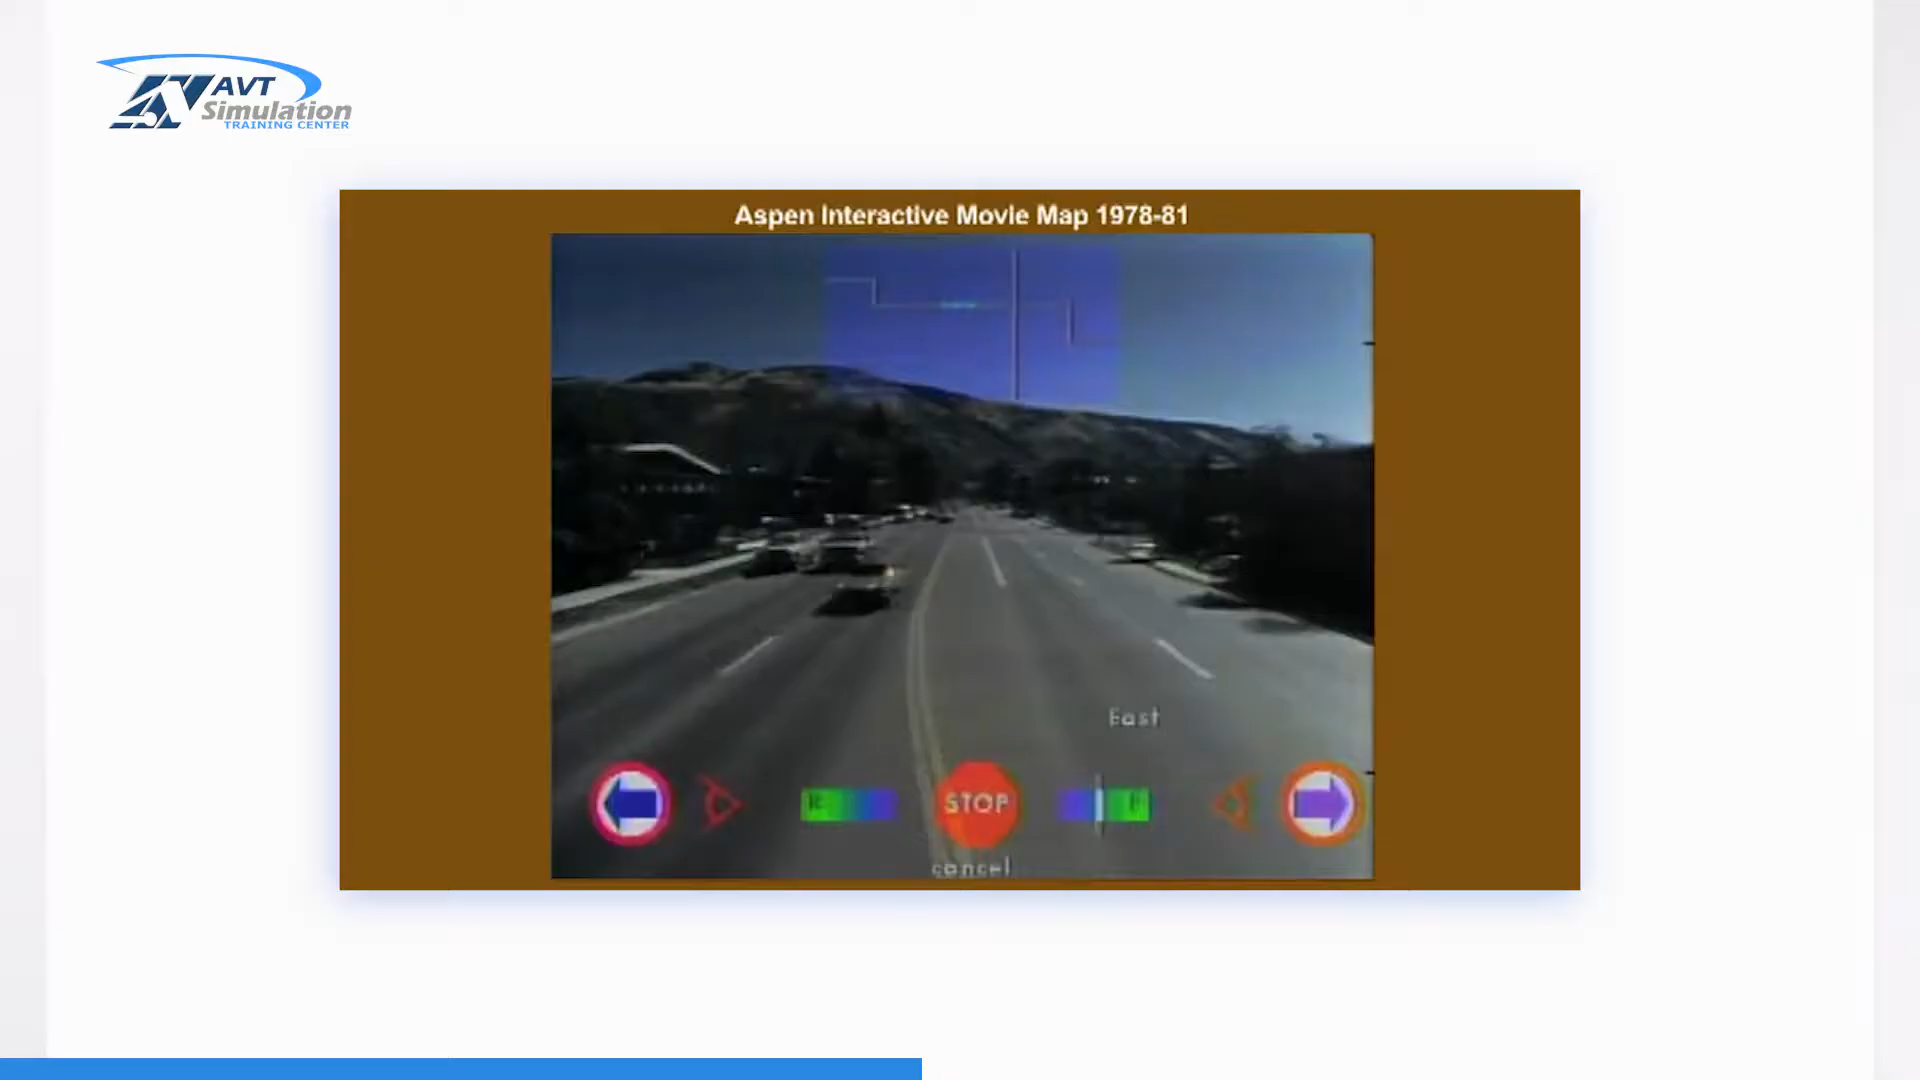 AVT
Simulation
TRAINING CENTER
Aspen Interactive Movie Map 1978-81
East
STOP
cancel